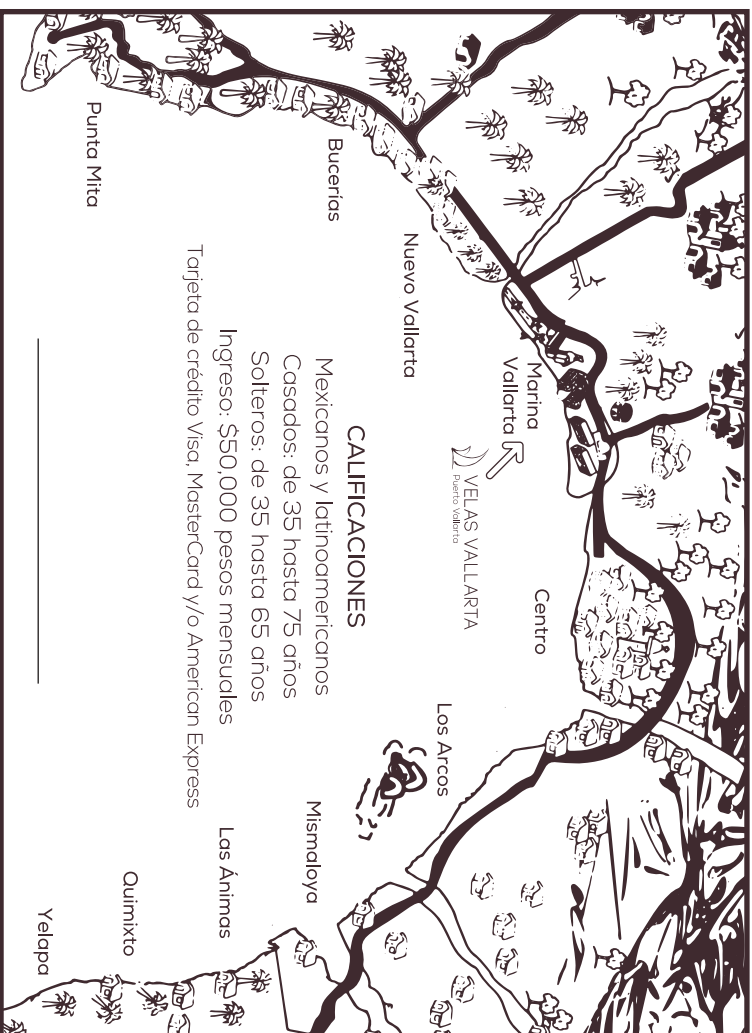 Punta Mita
Bucerias
Nuevo Vallarta
Marina
Vallarta
VELAS VALLARTA
Puerto Vallarta
Centro
Los Arcos
Mismaloya
Las Ánimas
Quimixto
Yelapa
CALIFICACIONES
Mexicanos y latinoamericanos
Casados: de 35 hasta 75 años
Solteros: de 35 hasta 65 años
Ingreso: $50,000 pesos mensuales
Tarjeta de crédito Visa, MasterCard y/o American Express